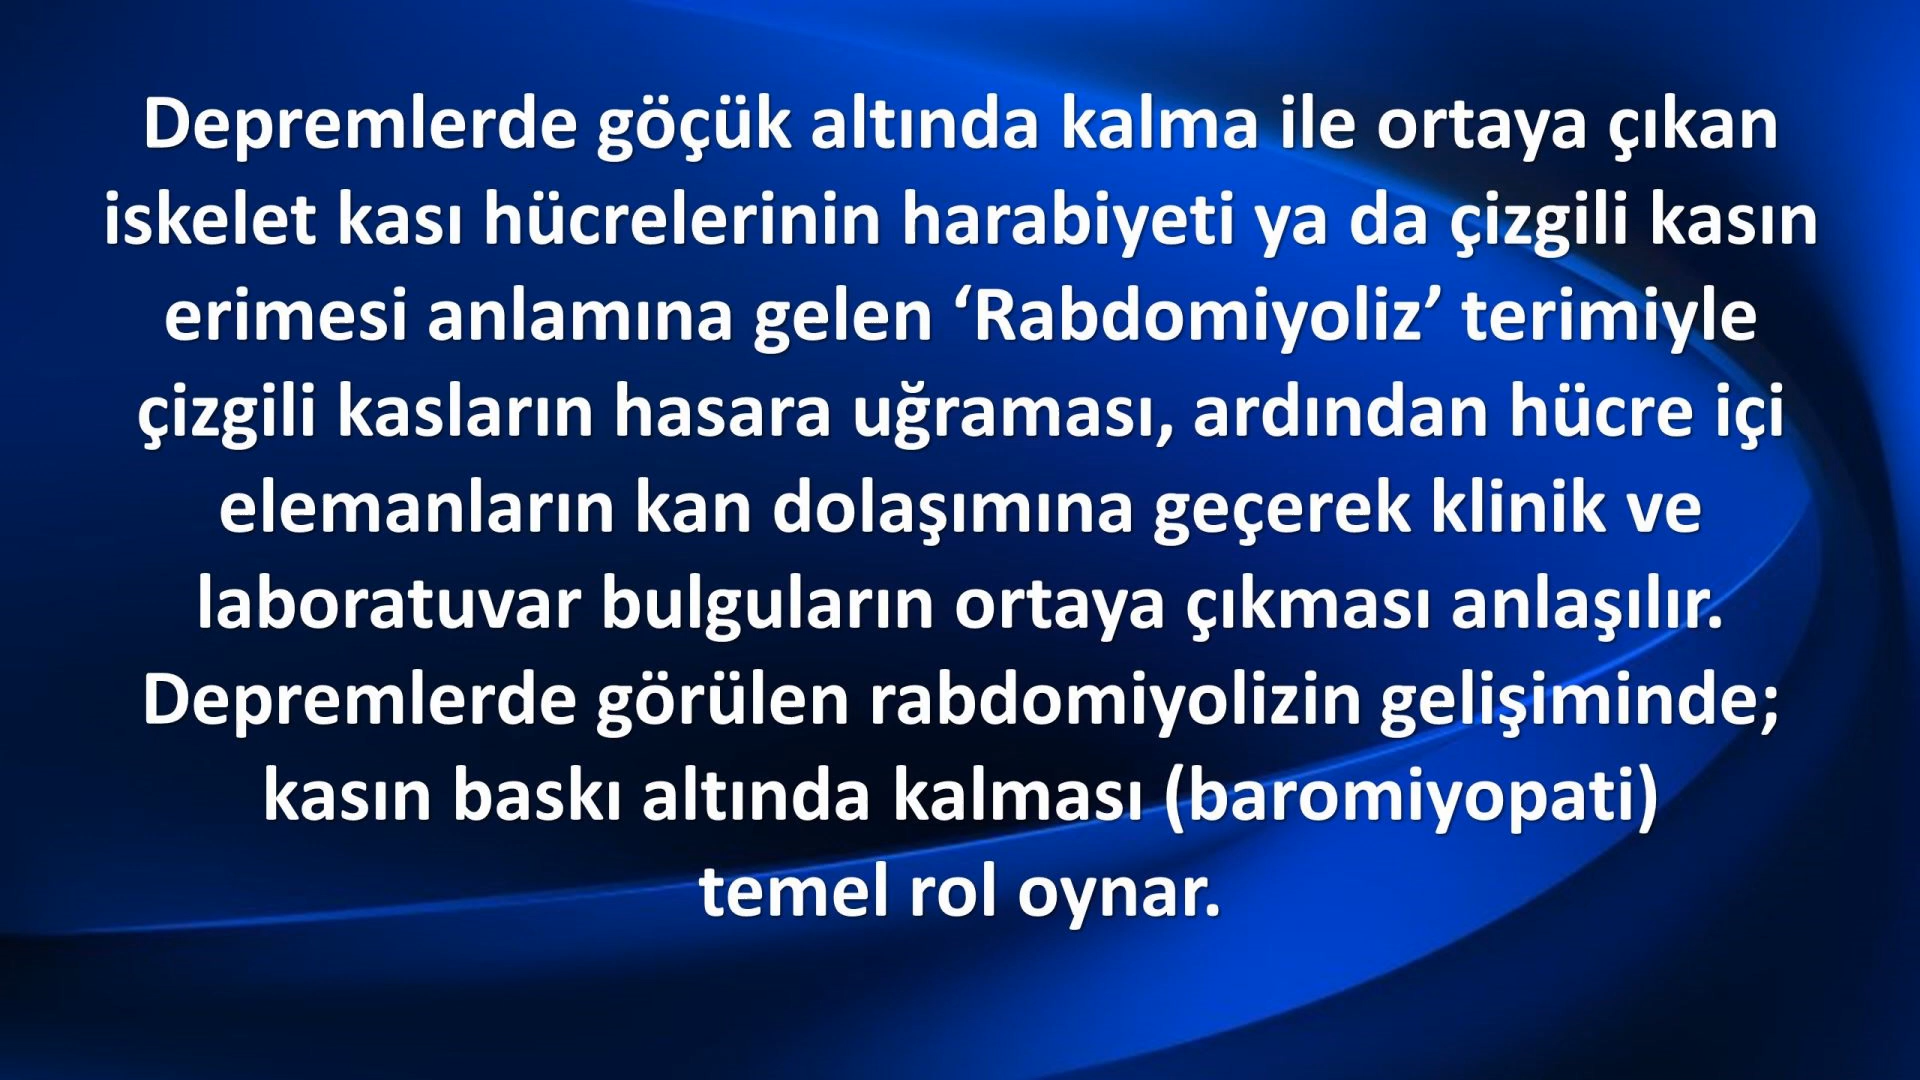 Depremlerde göçük altında kalma ile ortaya çıkan
iskelet kası hücrelerinin harabiyeti ya da çizgili kasın
erimesi anlamına gelen ‘Rabdomiyoliz’ terimiyle
çizgili kasların hasara uğraması, ardından hücre içi
elemanların kan dolaşımına geçerek klinik ve
laboratuvar bulguların ortaya çıkması anlaşılır.
Depremlerde görülen rabdomiyolizin gelişiminde;
kasın baskı altında kalması (baromiyopati)
temel rol oynar.